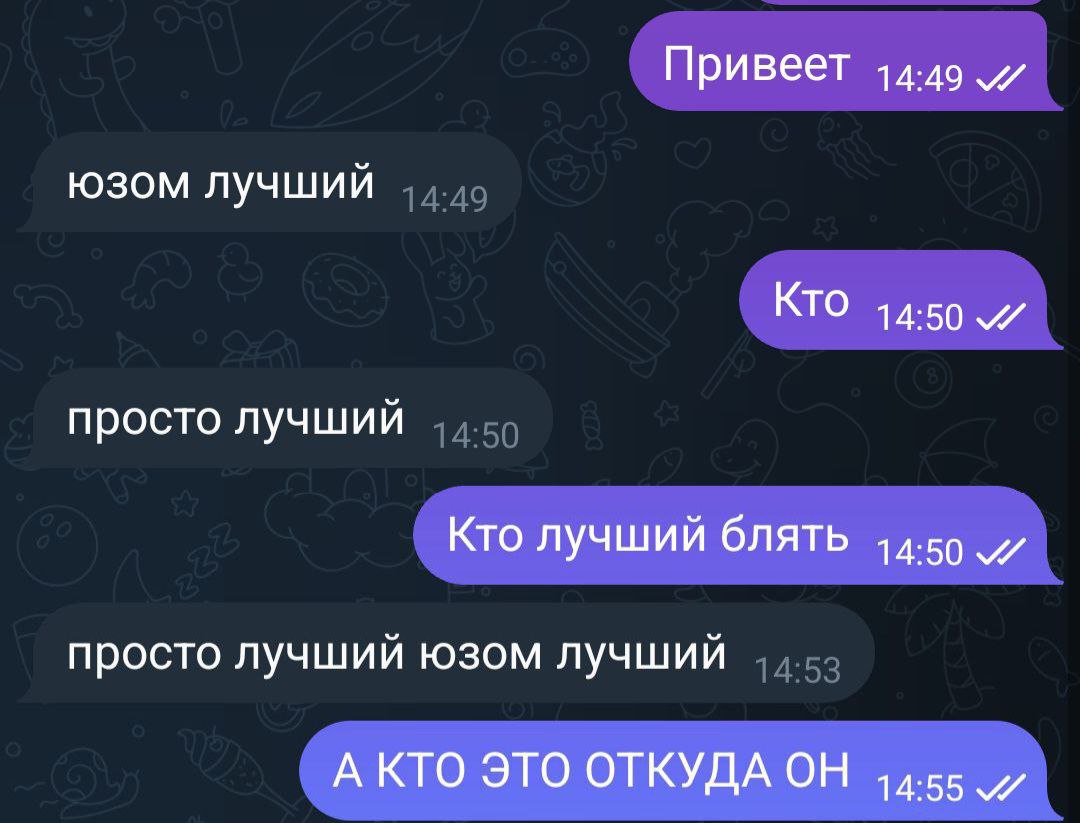 Привеет 14:49
юзом лучший 14:49
Кто 14:50
просто лучший 14:50
Кто лучший блять 14:50
просто лучший юзом лучший 14:53
А КТО ЭТО ОТКУДА ОН 14:55